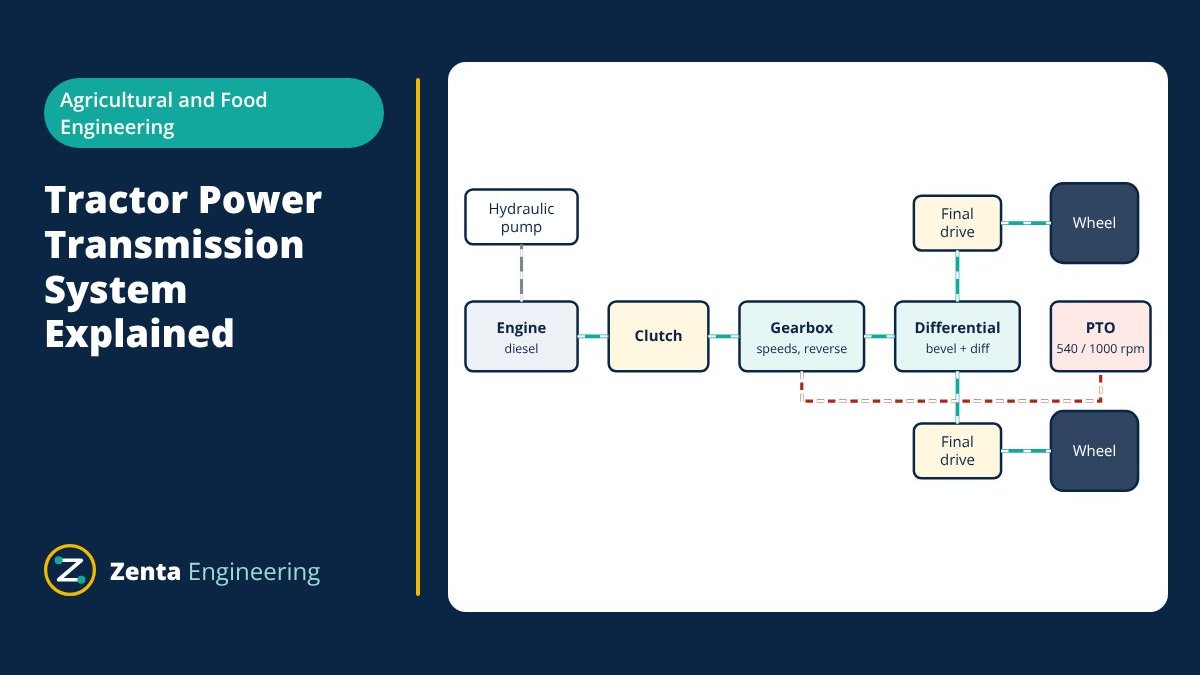 Agricultural and Food
Engineering
Tractor Power
Transmission
System
Explained
Zenta Engineering
Hydraulic
pump
Engine
diesel
Clutch
Gearbox
speeds, reverse
Differential
bevel + diff
PTO
540 / 1000 rpm
Final
drive
Wheel
Final
drive
Wheel